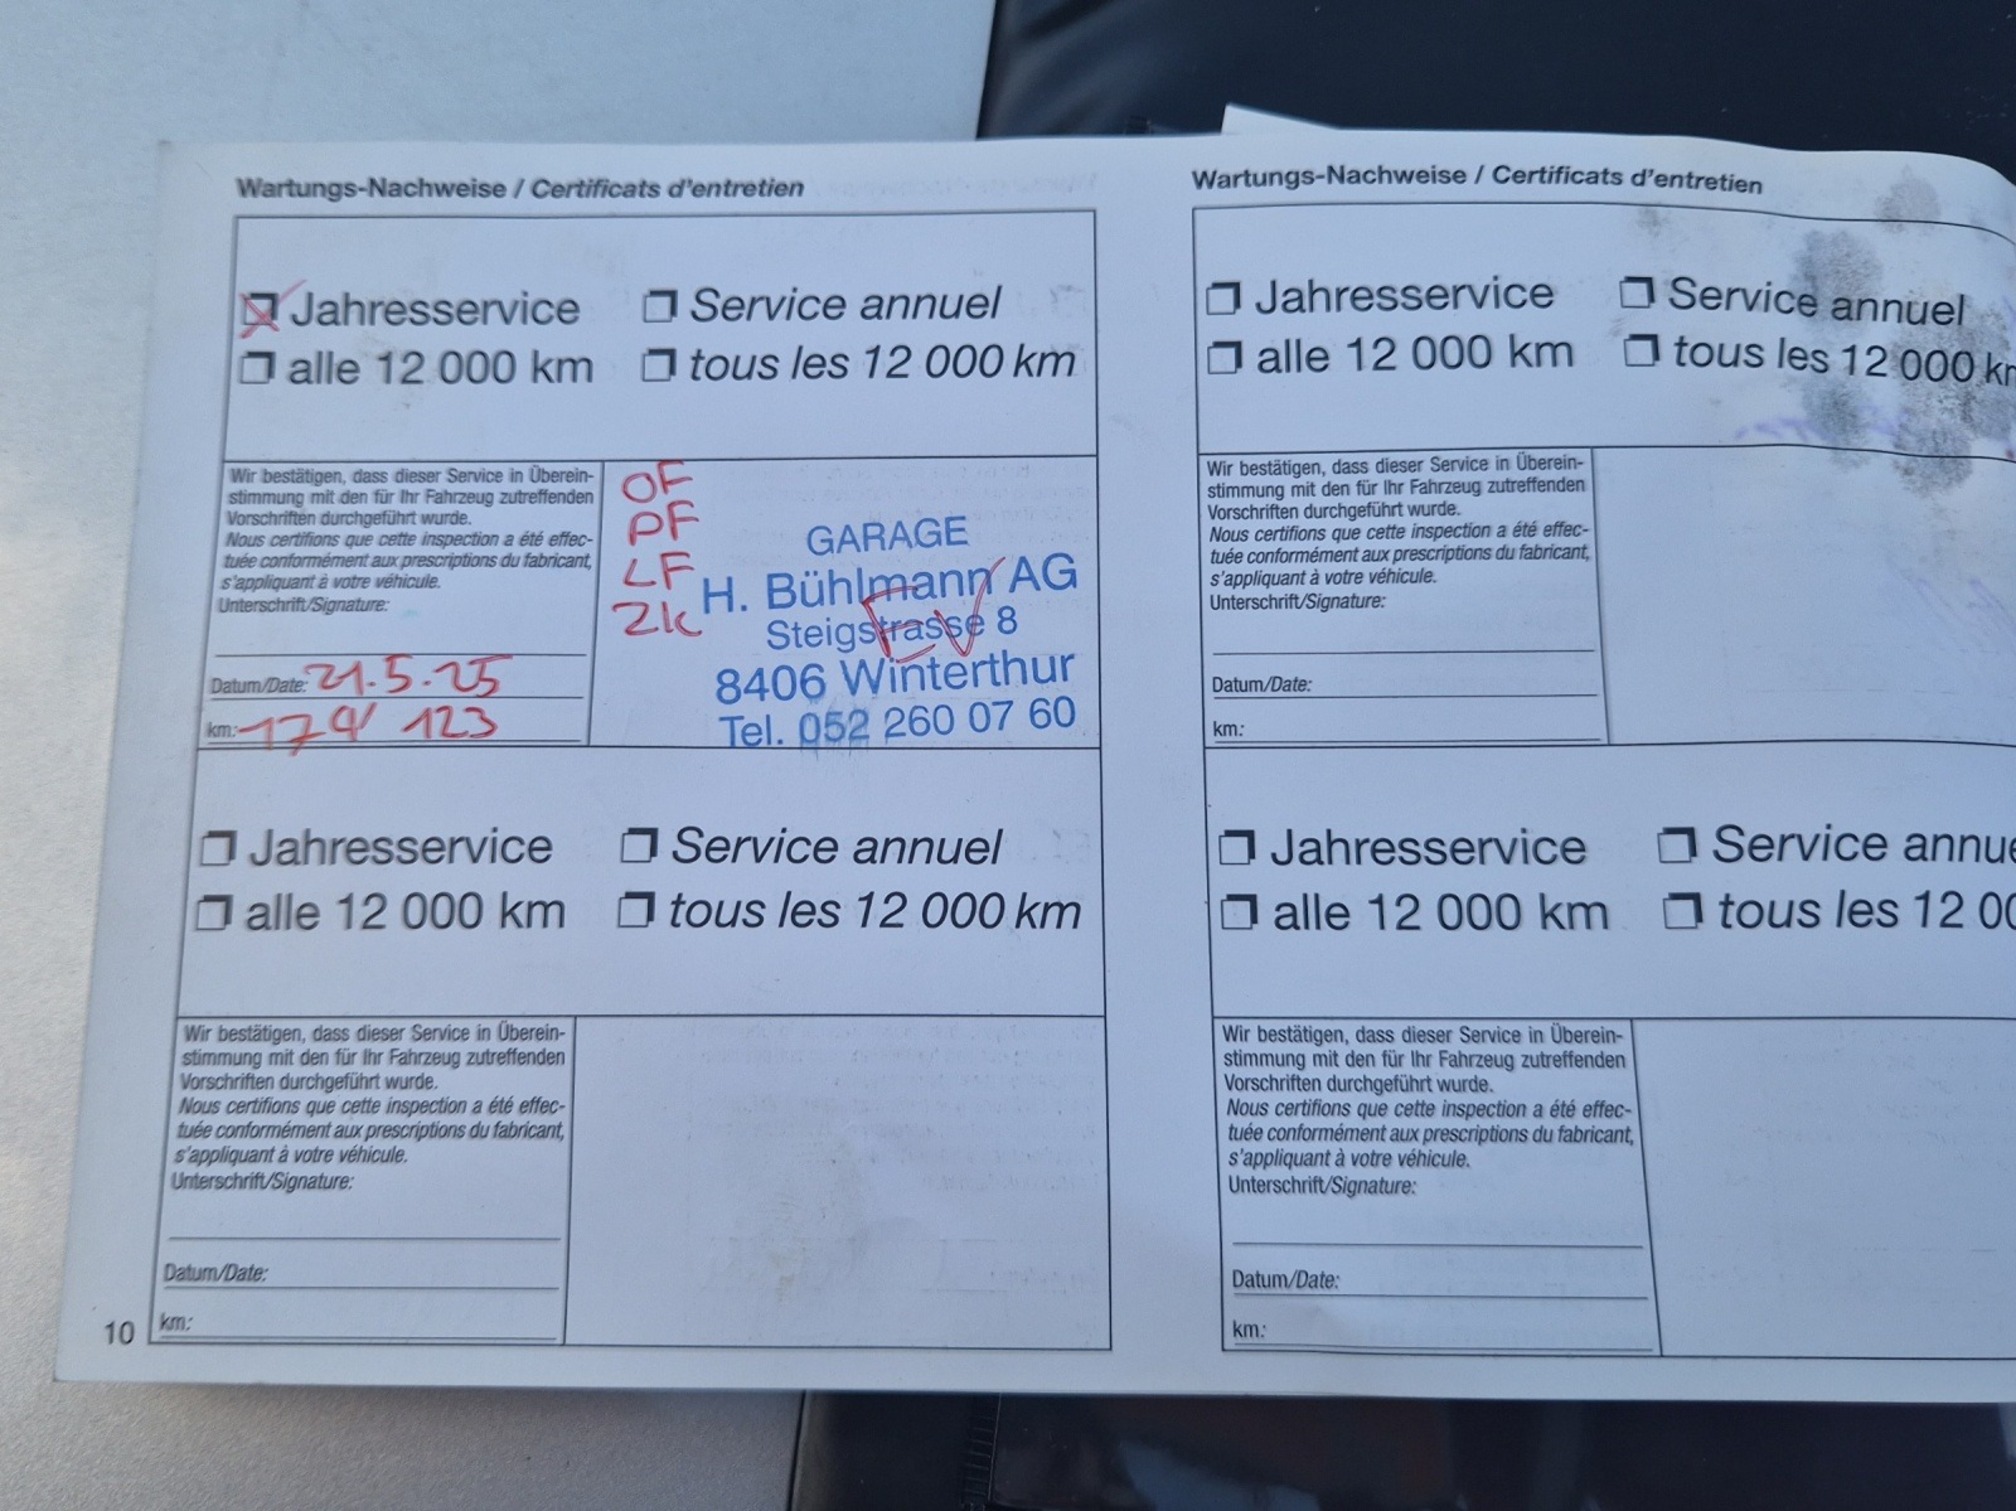 Wartungs-Nachweise / Certificats d'entretien
Jahresservice
Service annuel
alle 12 000 km
tous les 12 000 km
Wir bestätigen, dass dieser Service in Überein-
stimmung mit den für Ihr Fahrzeug zutreffenden
Vorschriften durchgeführt wurde.
Nous certifions que cette inspection a été effec-
tuée conformément aux prescriptions du fabricant,
s'appliquant à votre véhicule.
Unterschrift/Signature:
Datum/Date: 21.5.25
km: 179' 123
OF
PF
LF
ZK
GARAGE
H. Bühlmann AG
Steigstrasse 8
8406 Winterthur
Tel. 052 260 07 60
Jahresservice
Service annuel
alle 12 000 km
tous les 12 000 km
Wir bestätigen, dass dieser Service in Überein-
stimmung mit den für Ihr Fahrzeug zutreffenden
Vorschriften durchgeführt wurde.
Nous certifions que cette inspection a été effec-
tuée conformément aux prescriptions du fabricant,
s'appliquant à votre véhicule.
Unterschrift/Signature:
Datum/Date:
km:
10
Wartungs-Nachweise / Certificats d'entretien
Jahresservice
Service annuel
alle 12 000 km
tous les 12 000 km
Wir bestätigen, dass dieser Service in Überein-
stimmung mit den für Ihr Fahrzeug zutreffenden
Vorschriften durchgeführt wurde.
Nous certifions que cette inspection a été effec-
tuée conformément aux prescriptions du fabricant,
s'appliquant à votre véhicule.
Unterschrift/Signature:
Datum/Date:
km:
Jahresservice
Service annue
alle 12 000 km
tous les 12 00
Wir bestätigen, dass dieser Service in Überein-
stimmung mit den für Ihr Fahrzeug zutreffenden
Vorschriften durchgeführt wurde.
Nous certifions que cette inspection a été effec-
tuée conformément aux prescriptions du fabricant,
s'appliquant à votre véhicule.
Unterschrift/Signature:
Datum/Date:
km: